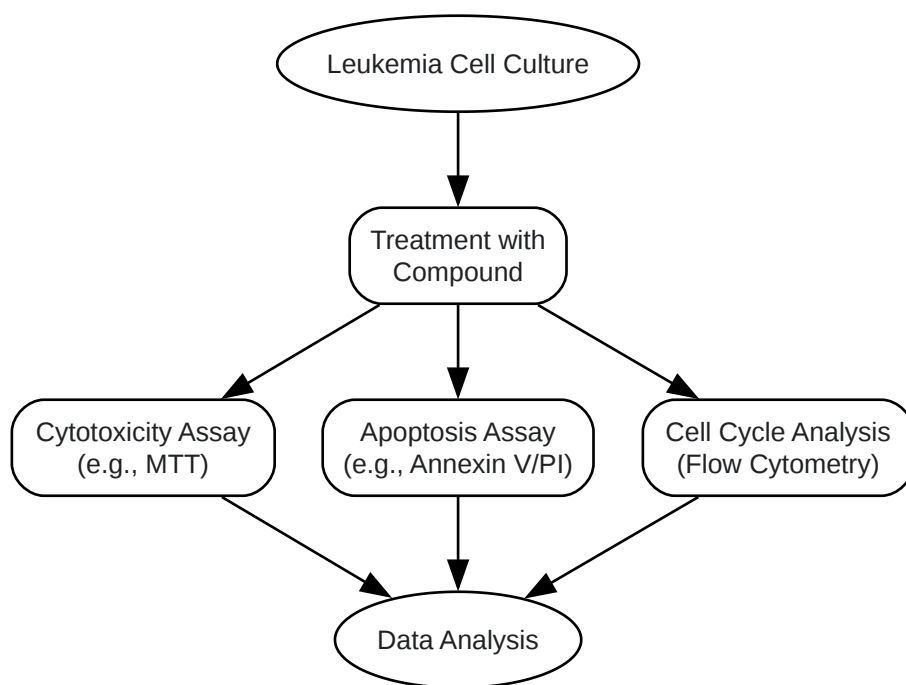 Leukemia Cell Culture
Treatment with
Compound
Cytotoxicity Assay
(e.g., MTT)
Apoptosis Assay
(e.g., Annexin V/PI)
Cell Cycle Analysis
(Flow Cytometry)
Data Analysis